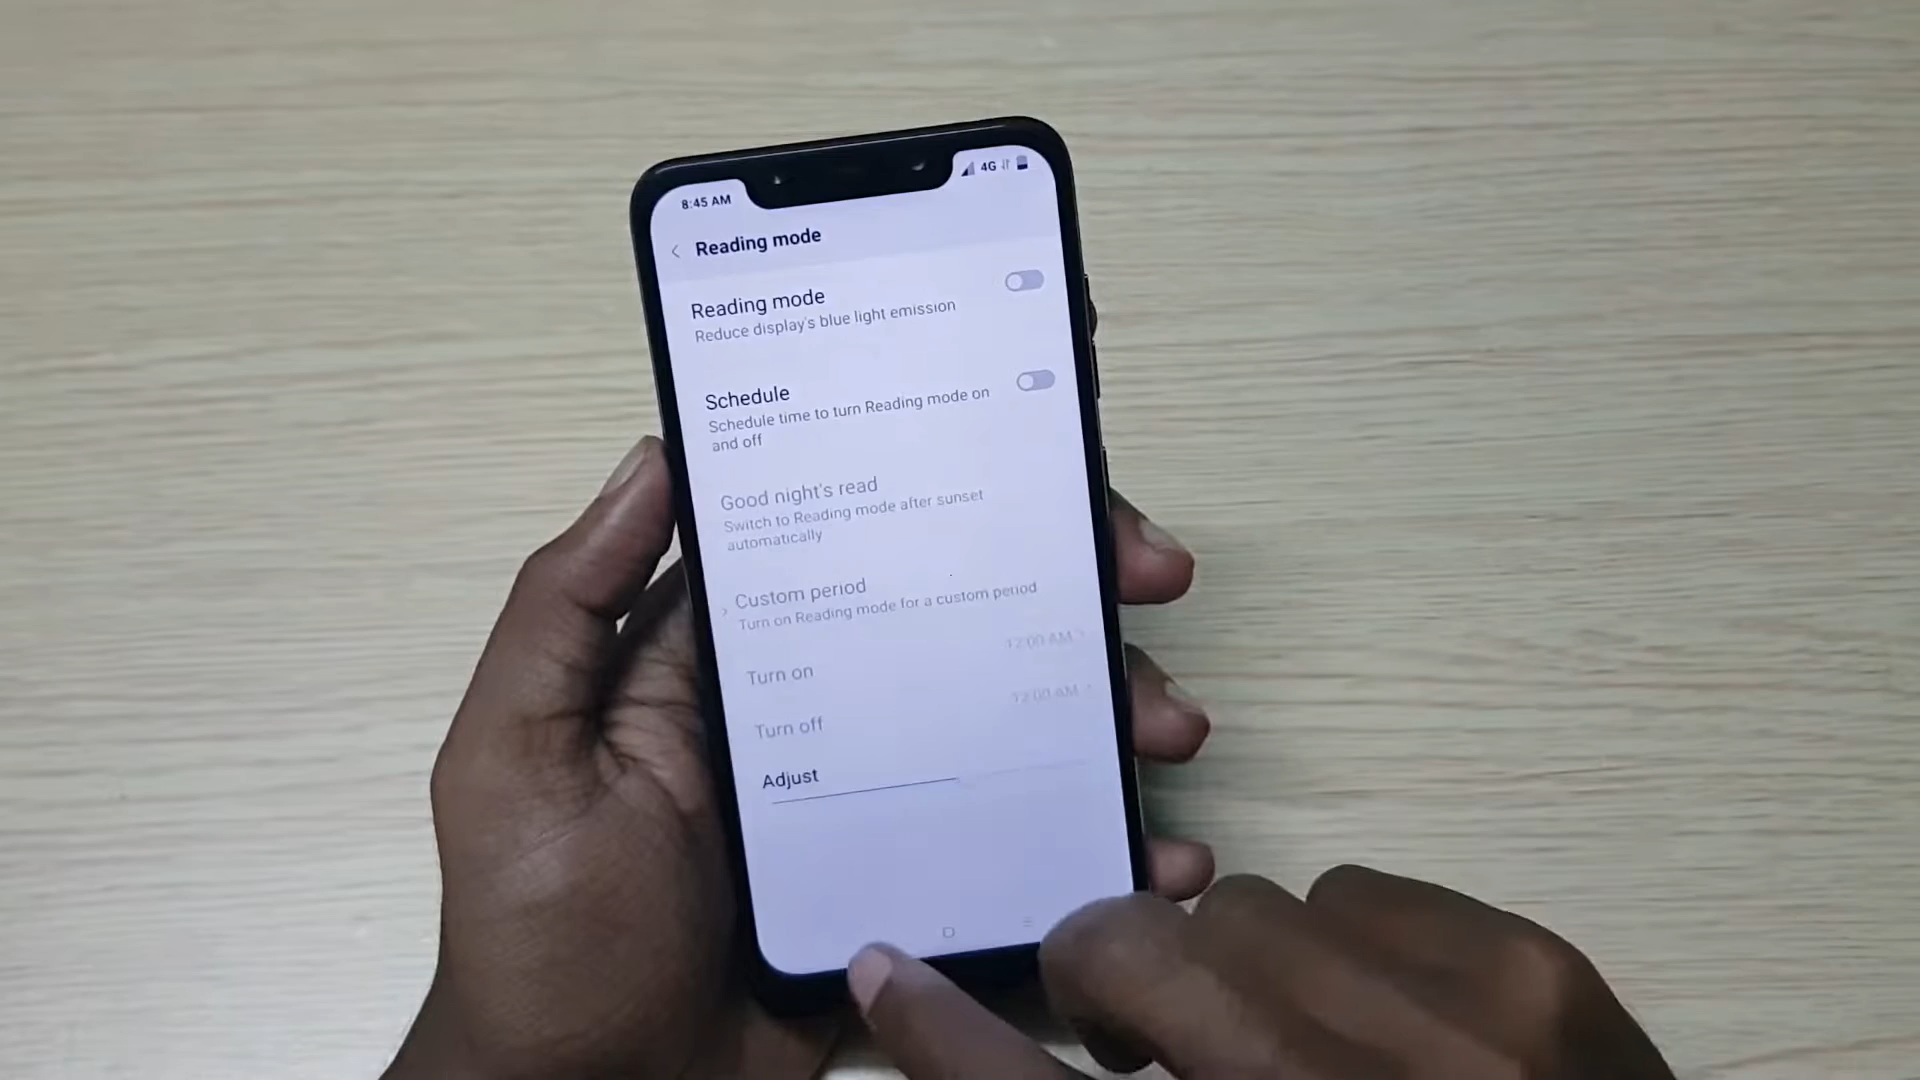 8:45 AM
4G
Reading mode
Reading mode
Reduce display's blue light emission
Schedule
Schedule time to turn Reading mode on
and off
Good night's read
Switch to Reading mode after sunset
automatically
Custom period
Turn on Reading mode for a custom period
Turn on 12:00 AM
Turn off 12:00 AM
Adjust